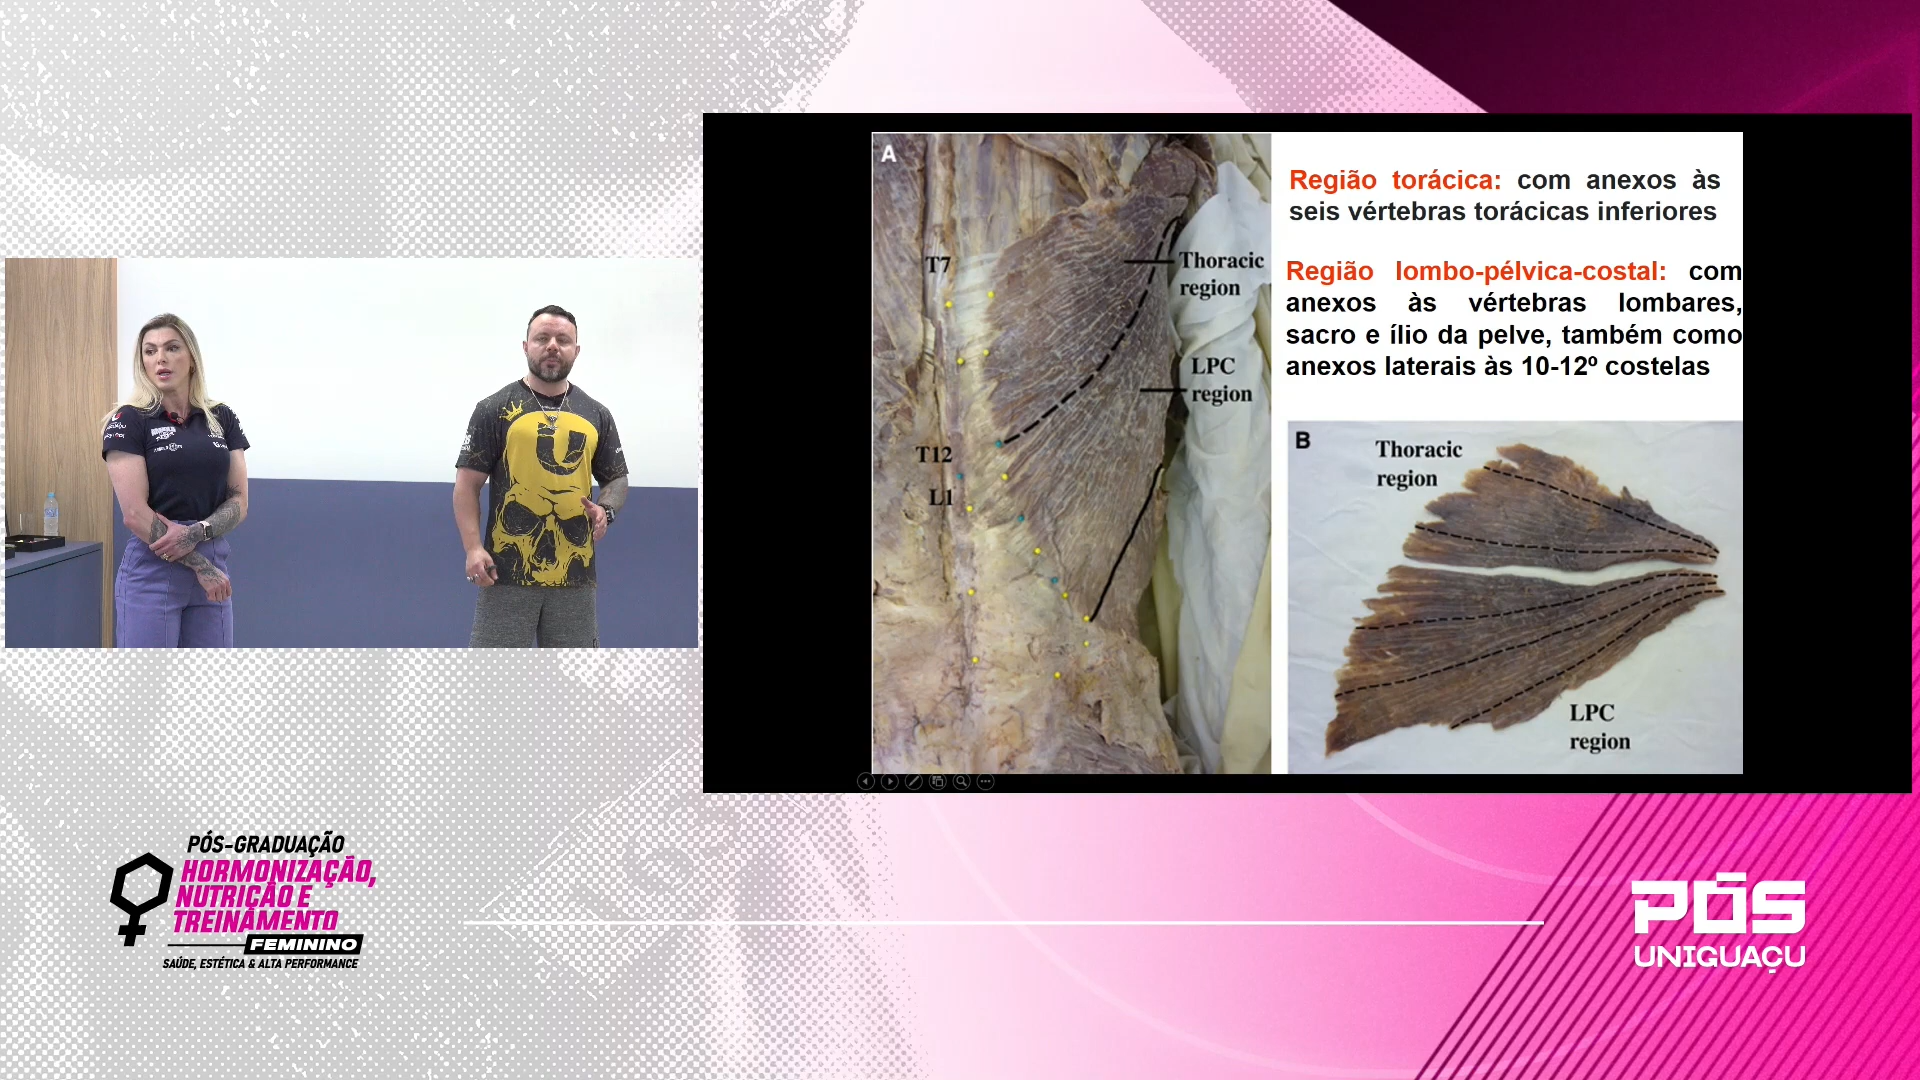 A
T7
T12
L1
Thoracic
region
LPC
region
Região torácica: com anexos às
seis vértebras torácicas inferiores
Região lombo-pélvica-costal: com
anexos às vértebras lombares,
sacro e ílio da pelve, também como
anexos laterais às 10-12º costelas
B
Thoracic
region
LPC
region
PÓS-GRADUAÇÃO
HORMONIZAÇÃO,
NUTRIÇÃO E
TREINAMENTO
FEMININO
SAÚDE, ESTÉTICA & ALTA PERFORMANCE
PÓS
UNIGUAÇU